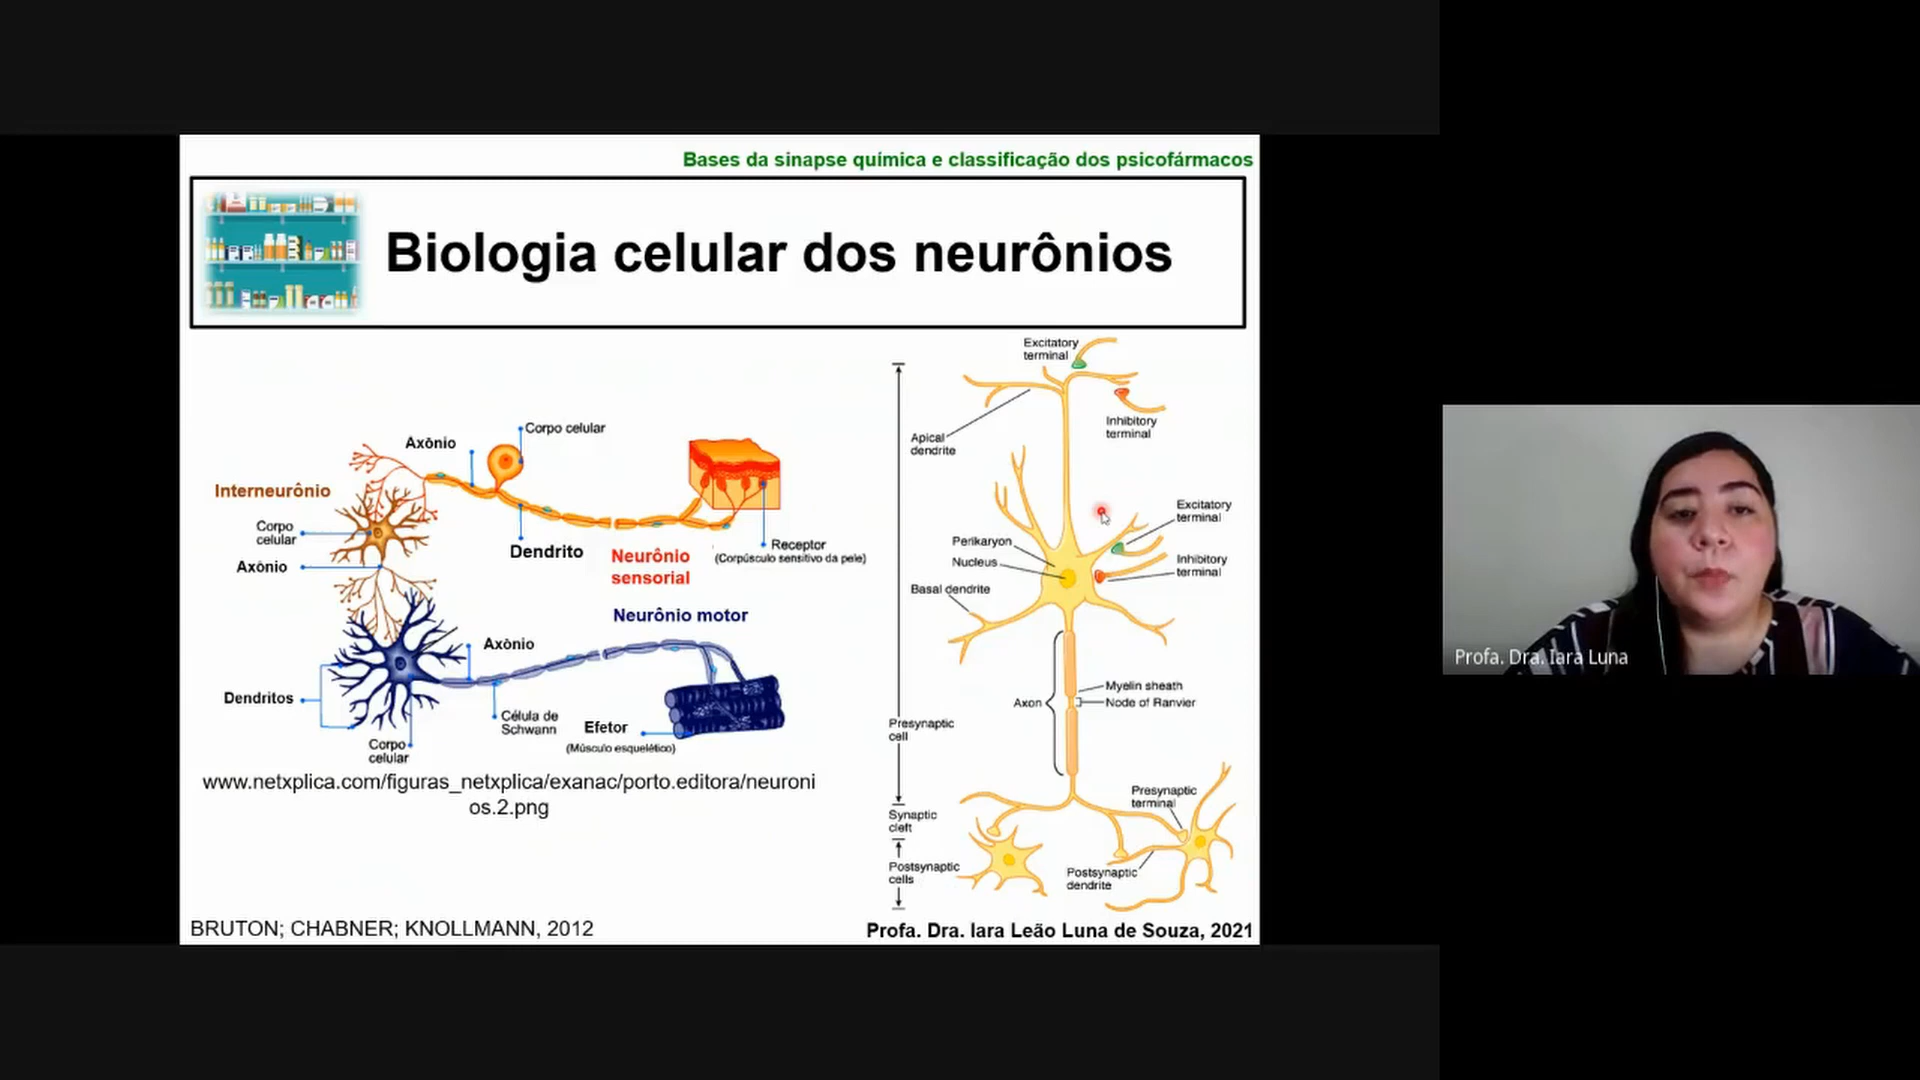 Bases da sinapse química e classificação dos psicofármacos
Biologia celular dos neurônios
Corpo celular
Axônio
Interneurônio
Corpo
celular
Axônio
Dendrito
Neurônio
sensorial
Receptor
(Corpúsculo sensitivo da pele)
Neurônio motor
Axônio
Dendritos
Célula de
Schwann
Efetor
(Músculo esquelético)
Corpo
celular
www.netxplica.com/figuras_netxplica/exanac/porto.editora/neuroni
os.2.png
Excitatory
terminal
Inhibitory
terminal
Apical
dendrite
Excitatory
terminal
Perikaryon
Nucleus
Inhibitory
terminal
Basal dendrite
Myelin sheath
Axon
Node of Ranvier
Presynaptic
cell
Presynaptic
terminal
Synaptic
cleft
Postsynaptic
cells
Postsynaptic
dendrite
BRUTON; CHABNER; KNOLLMANN, 2012
Profa. Dra. Iara Leão Luna de Souza, 2021
Profa. Dra. Iara Luna